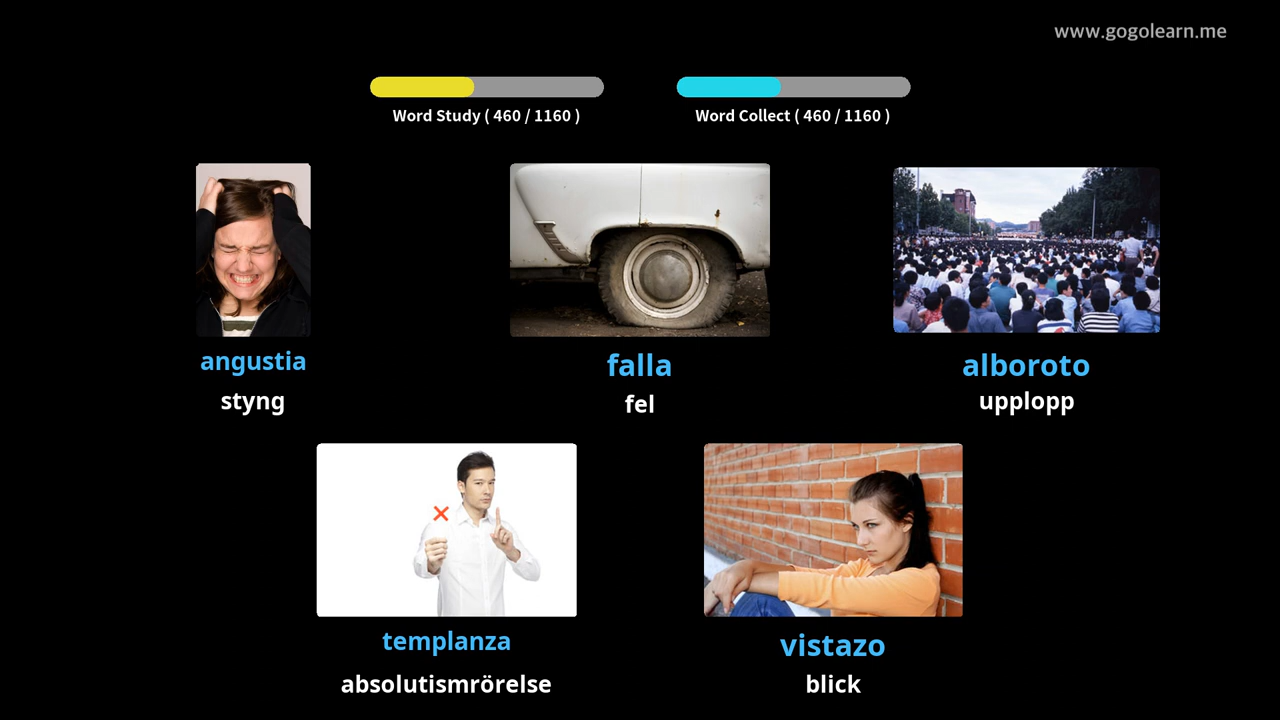 www.gogolearn.me
Word Study ( 460 / 1160 )
Word Collect ( 460 / 1160 )
angustia
styng
falla
fel
alboroto
upplopp
templanza
absolutismrörelse
vistazo
blick